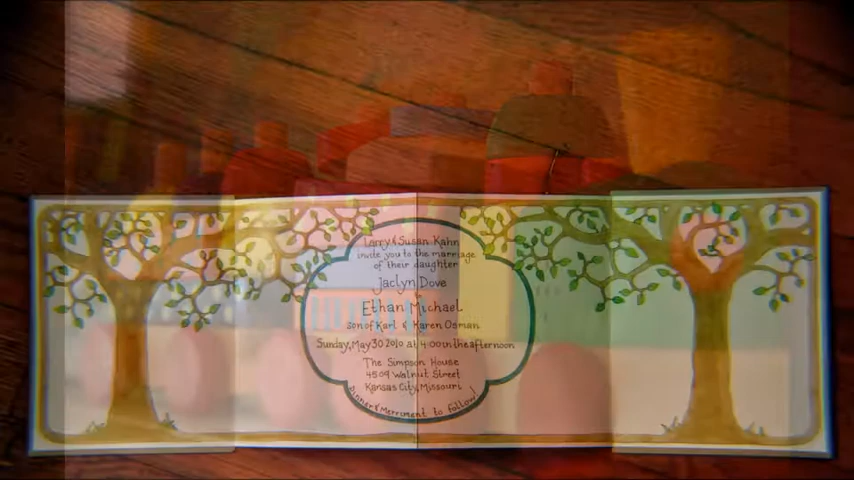 Larry & Susan Kahn
invite you to the marriage
of their daughter
Jaclyn Dove
&
Ethan Michael
son of Karl & Karen Osman
Sunday, May 30 2010 at 4:00 in the afternoon
The Simpson House
4509 Walnut Street
Kansas City, Missouri
Dinner & Merriment to follow!